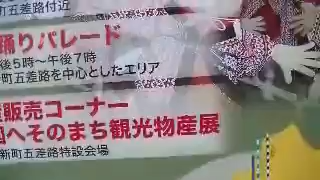 町五差路付近
踊りパレード
後5時～午後7時
町五差路を中心としたエリア
販売コーナー
へそのまち観光物産展
新町五差路特設会場